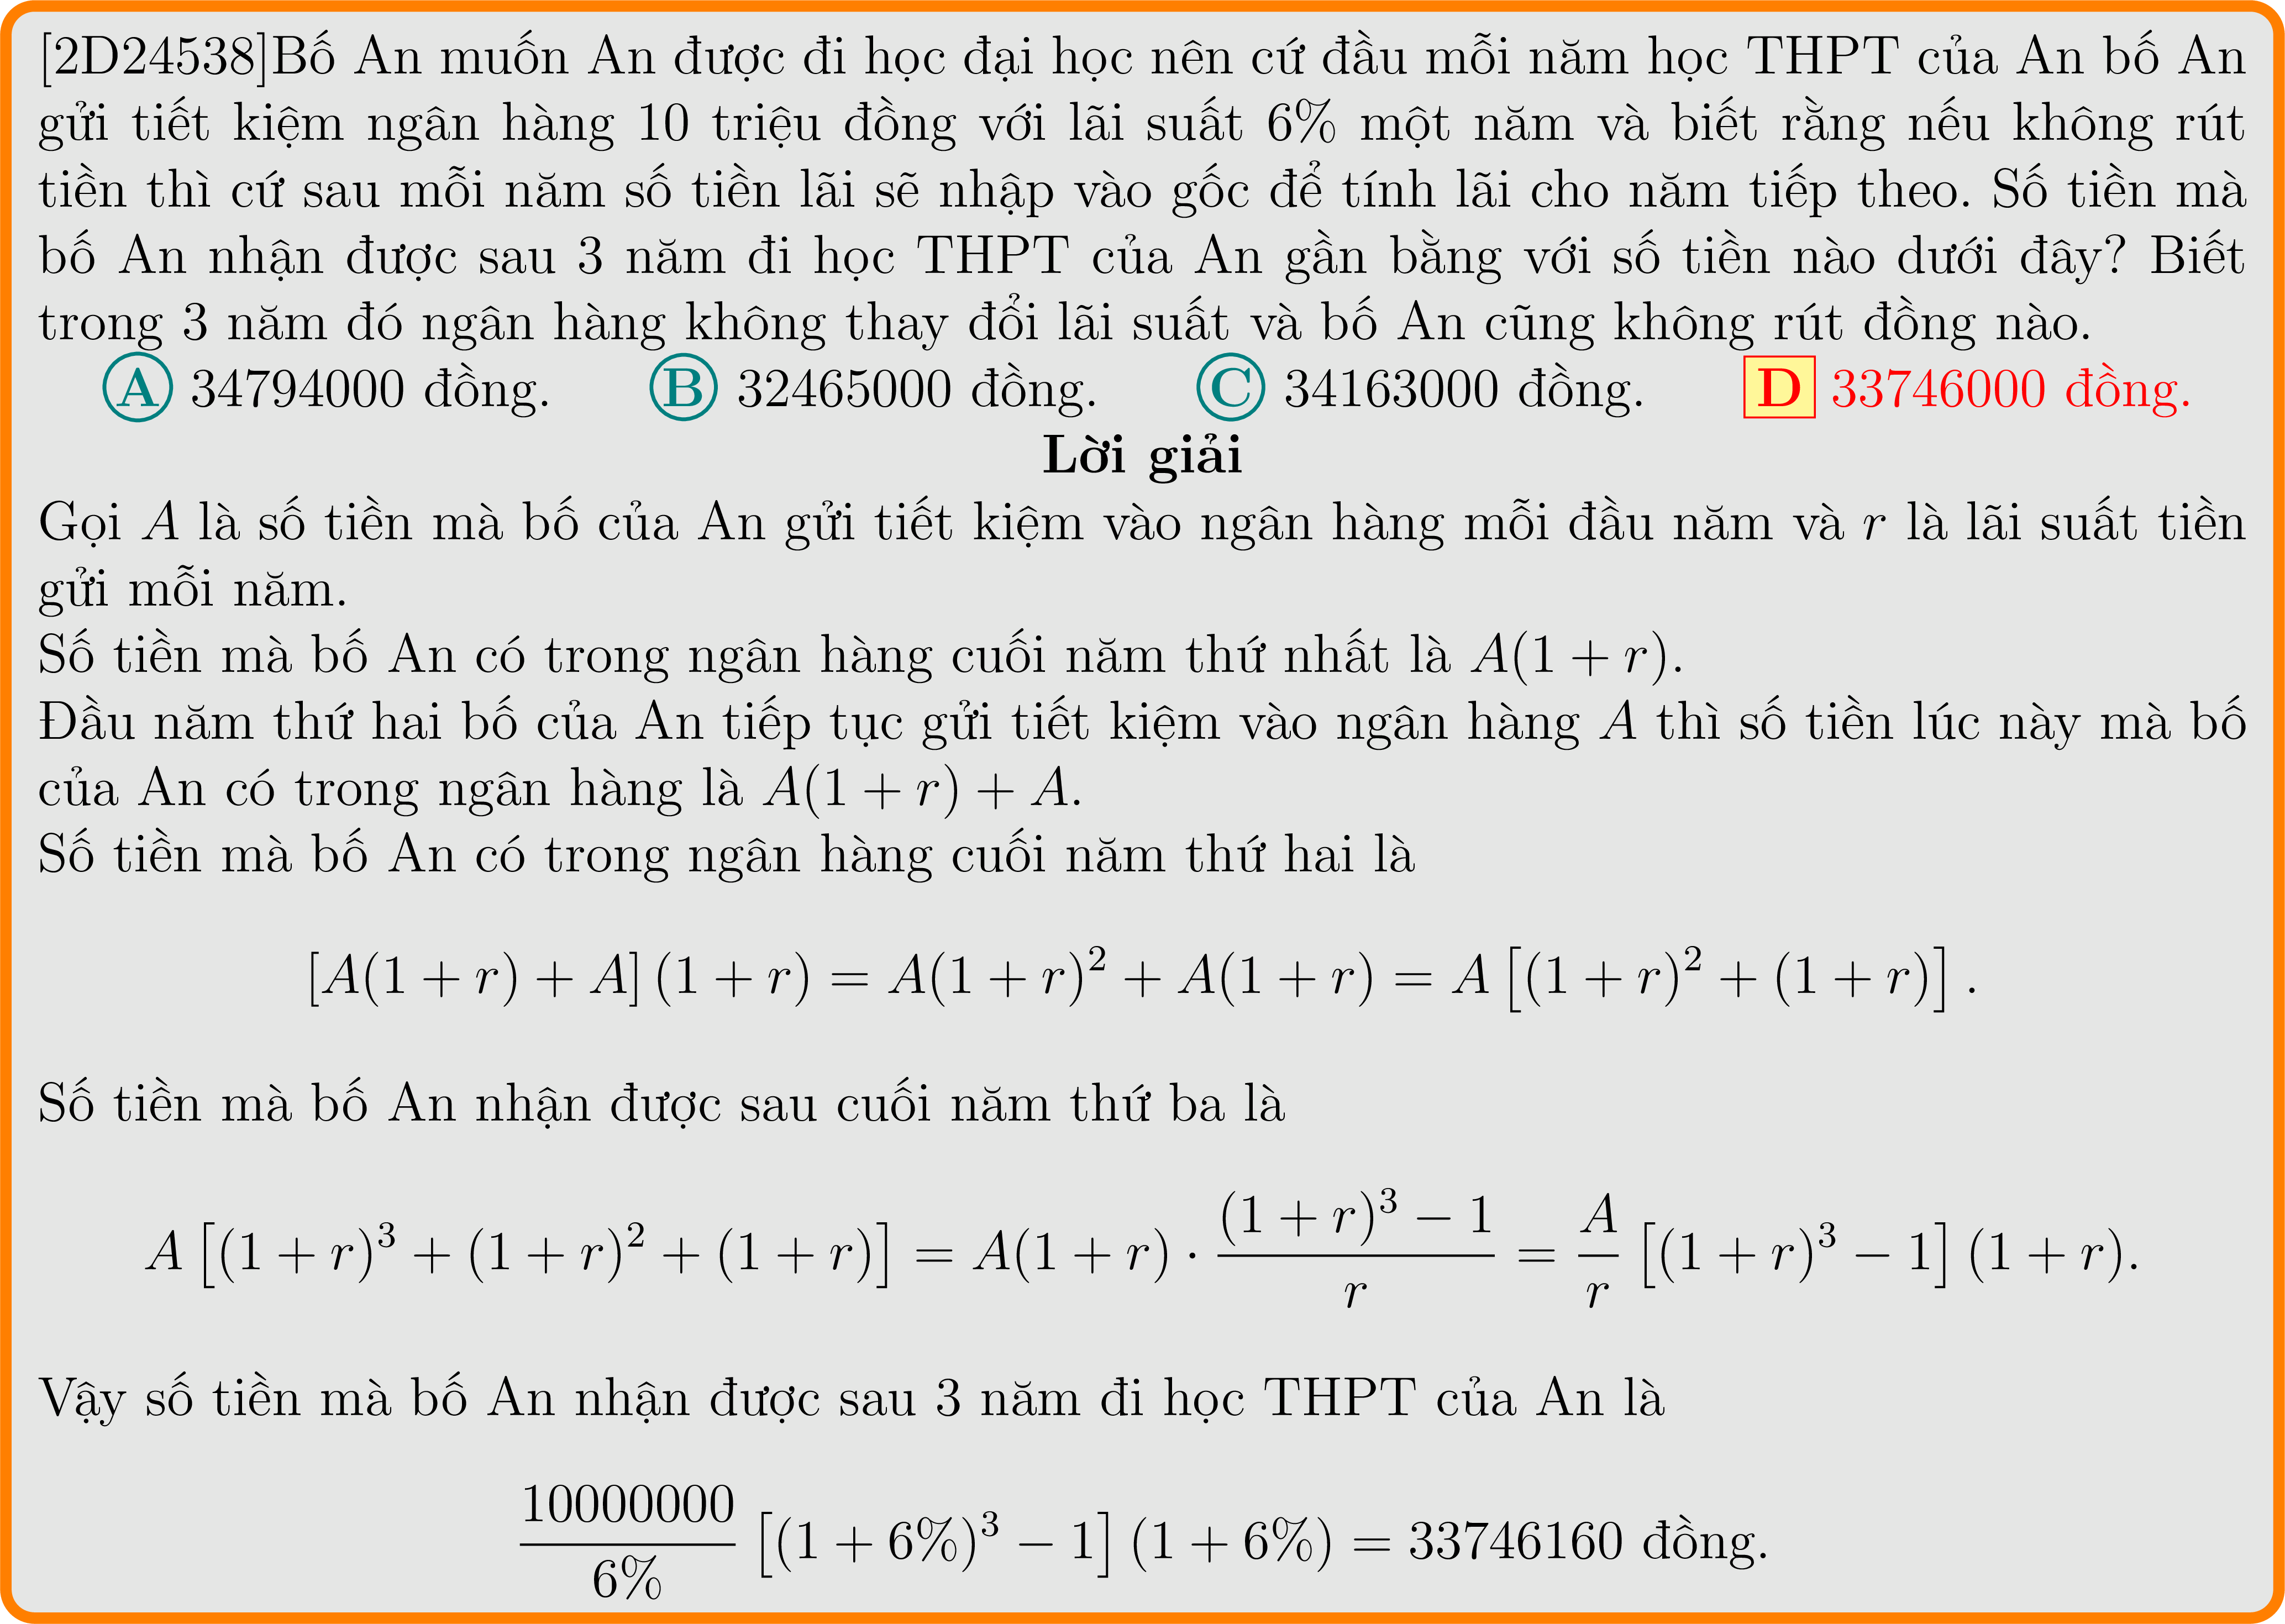 [2D24538]Bố An muốn An được đi học đại học nên cứ đầu mỗi năm học THPT của An bố An
gửi tiết kiệm ngân hàng 10 triệu đồng với lãi suất 6% một năm và biết rằng nếu không rút
tiền thì cứ sau mỗi năm số tiền lãi sẽ nhập vào gốc để tính lãi cho năm tiếp theo. Số tiền mà
bố An nhận được sau 3 năm đi học THPT của An gần bằng với số tiền nào dưới đây? Biết
trong 3 năm đó ngân hàng không thay đổi lãi suất và bố An cũng không rút đồng nào.
A 34794000 đồng. B 32465000 đồng. C 34163000 đồng. D 33746000 đồng.
Lời giải
Gọi A là số tiền mà bố của An gửi tiết kiệm vào ngân hàng mỗi đầu năm và r là lãi suất tiền
gửi mỗi năm.
Số tiền mà bố An có trong ngân hàng cuối năm thứ nhất là A(1 + r).
Đầu năm thứ hai bố của An tiếp tục gửi tiết kiệm vào ngân hàng A thì số tiền lúc này mà bố
của An có trong ngân hàng là A(1 + r) + A.
Số tiền mà bố An có trong ngân hàng cuối năm thứ hai là
[A(1 + r) + A] (1 + r) = A(1 + r)² + A(1 + r) = A [(1 + r)² + (1 + r)] .
Số tiền mà bố An nhận được sau cuối năm thứ ba là
A [(1 + r)³ + (1 + r)² + (1 + r)] = A(1 + r) · ((1 + r)³ − 1)/r = A/r [(1 + r)³ − 1] (1 + r).
Vậy số tiền mà bố An nhận được sau 3 năm đi học THPT của An là
10000000/6% [(1 + 6%)³ − 1] (1 + 6%) = 33746160 đồng.